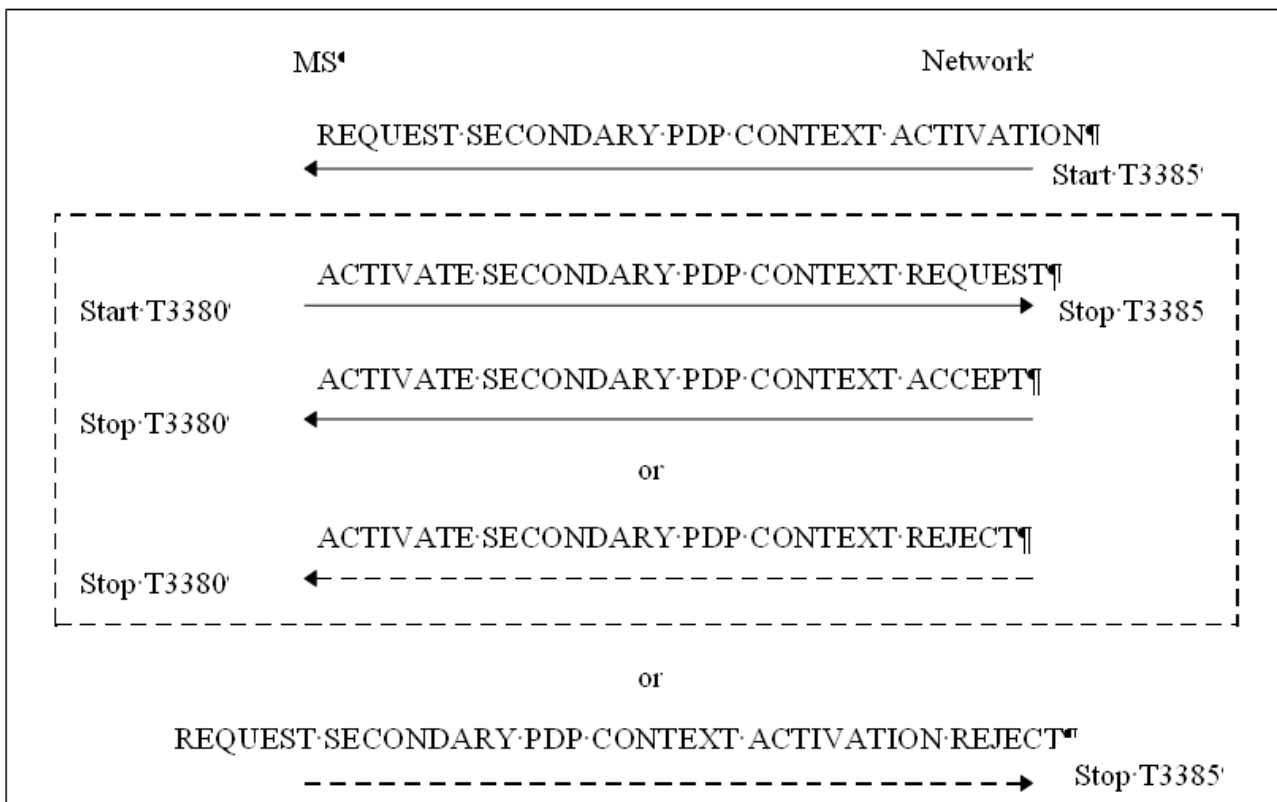 MS¶ Network
REQUEST·SECONDARY·PDP·CONTEXT·ACTIVATION¶
Start·T3385
ACTIVATE·SECONDARY·PDP·CONTEXT·REQUEST¶
Start·T3380 Stop·T3385
ACTIVATE·SECONDARY·PDP·CONTEXT·ACCEPT¶
Stop·T3380
or
ACTIVATE·SECONDARY·PDP·CONTEXT·REJECT¶
Stop·T3380
or
REQUEST·SECONDARY·PDP·CONTEXT·ACTIVATION·REJECT¶
Stop·T3385